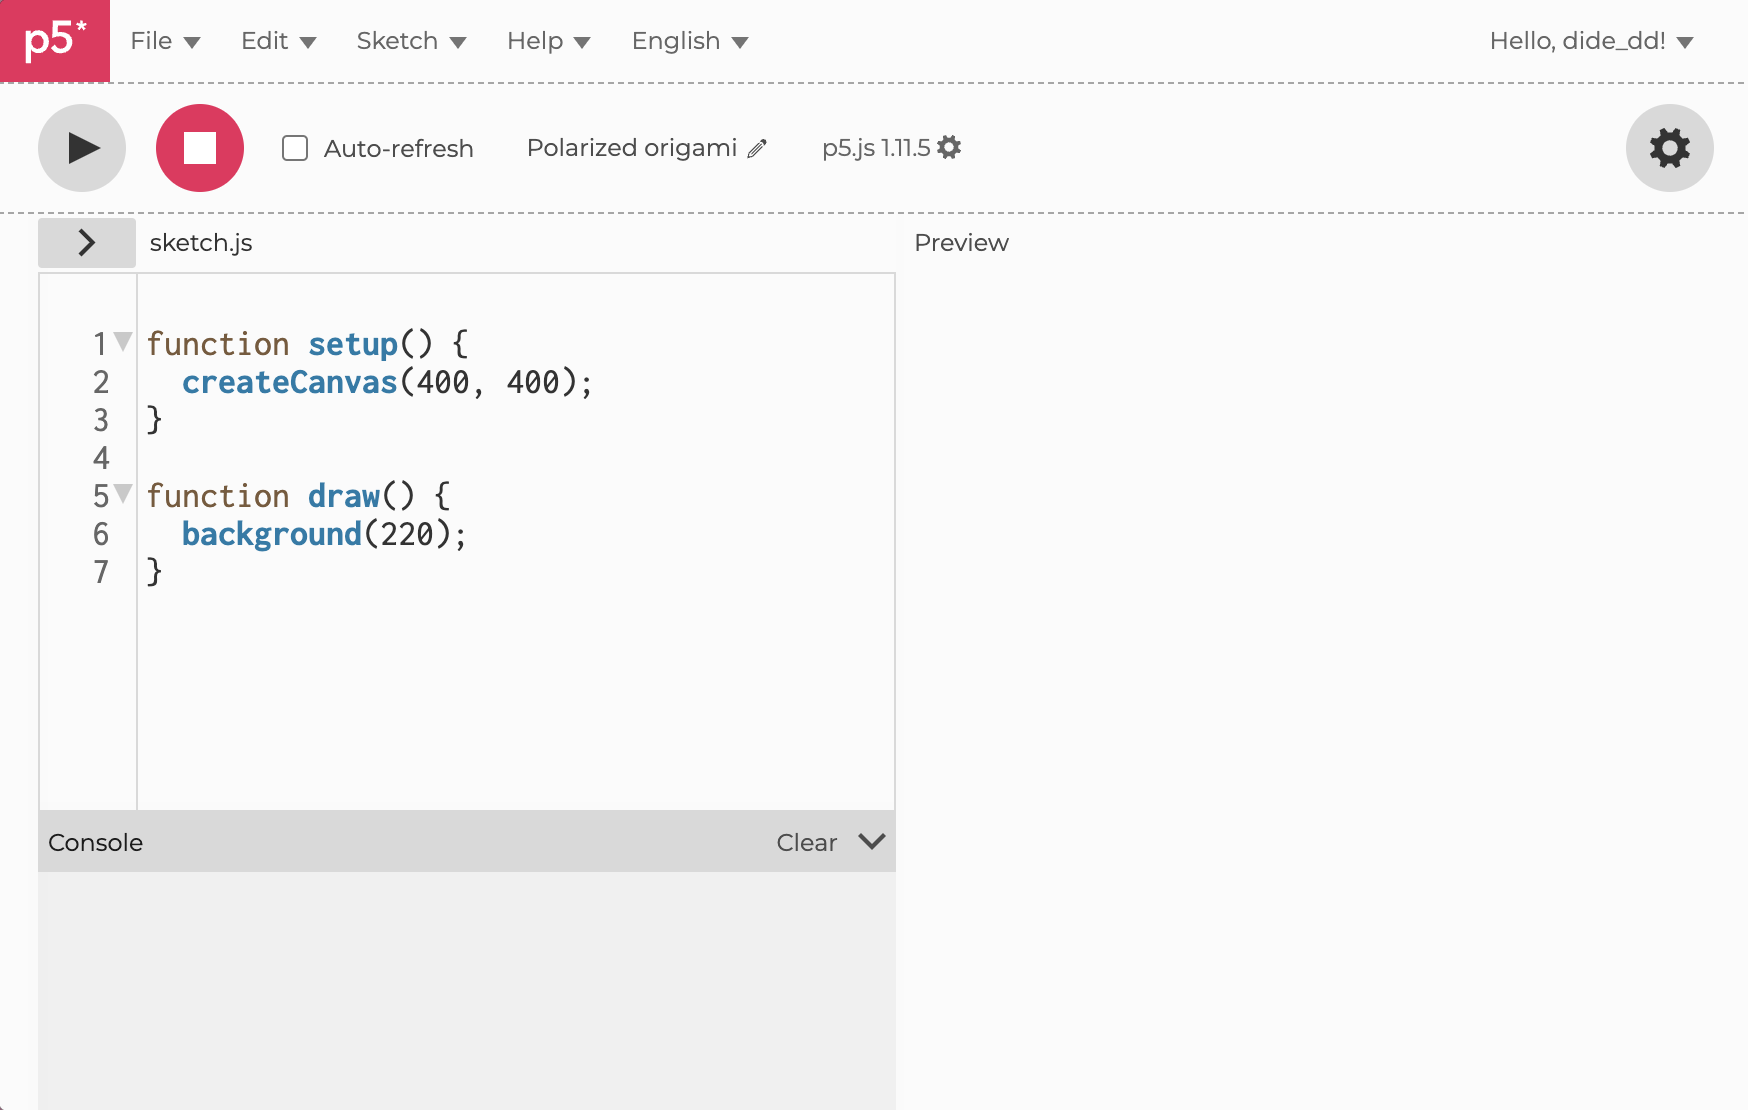 p5*
File Edit Sketch Help English Hello, dide_dd!
Auto-refresh Polarized origami p5.js 1.11.5
sketch.js Preview
1 function setup() {
2   createCanvas(400, 400);
3 }
4
5 function draw() {
6   background(220);
7 }
Console Clear